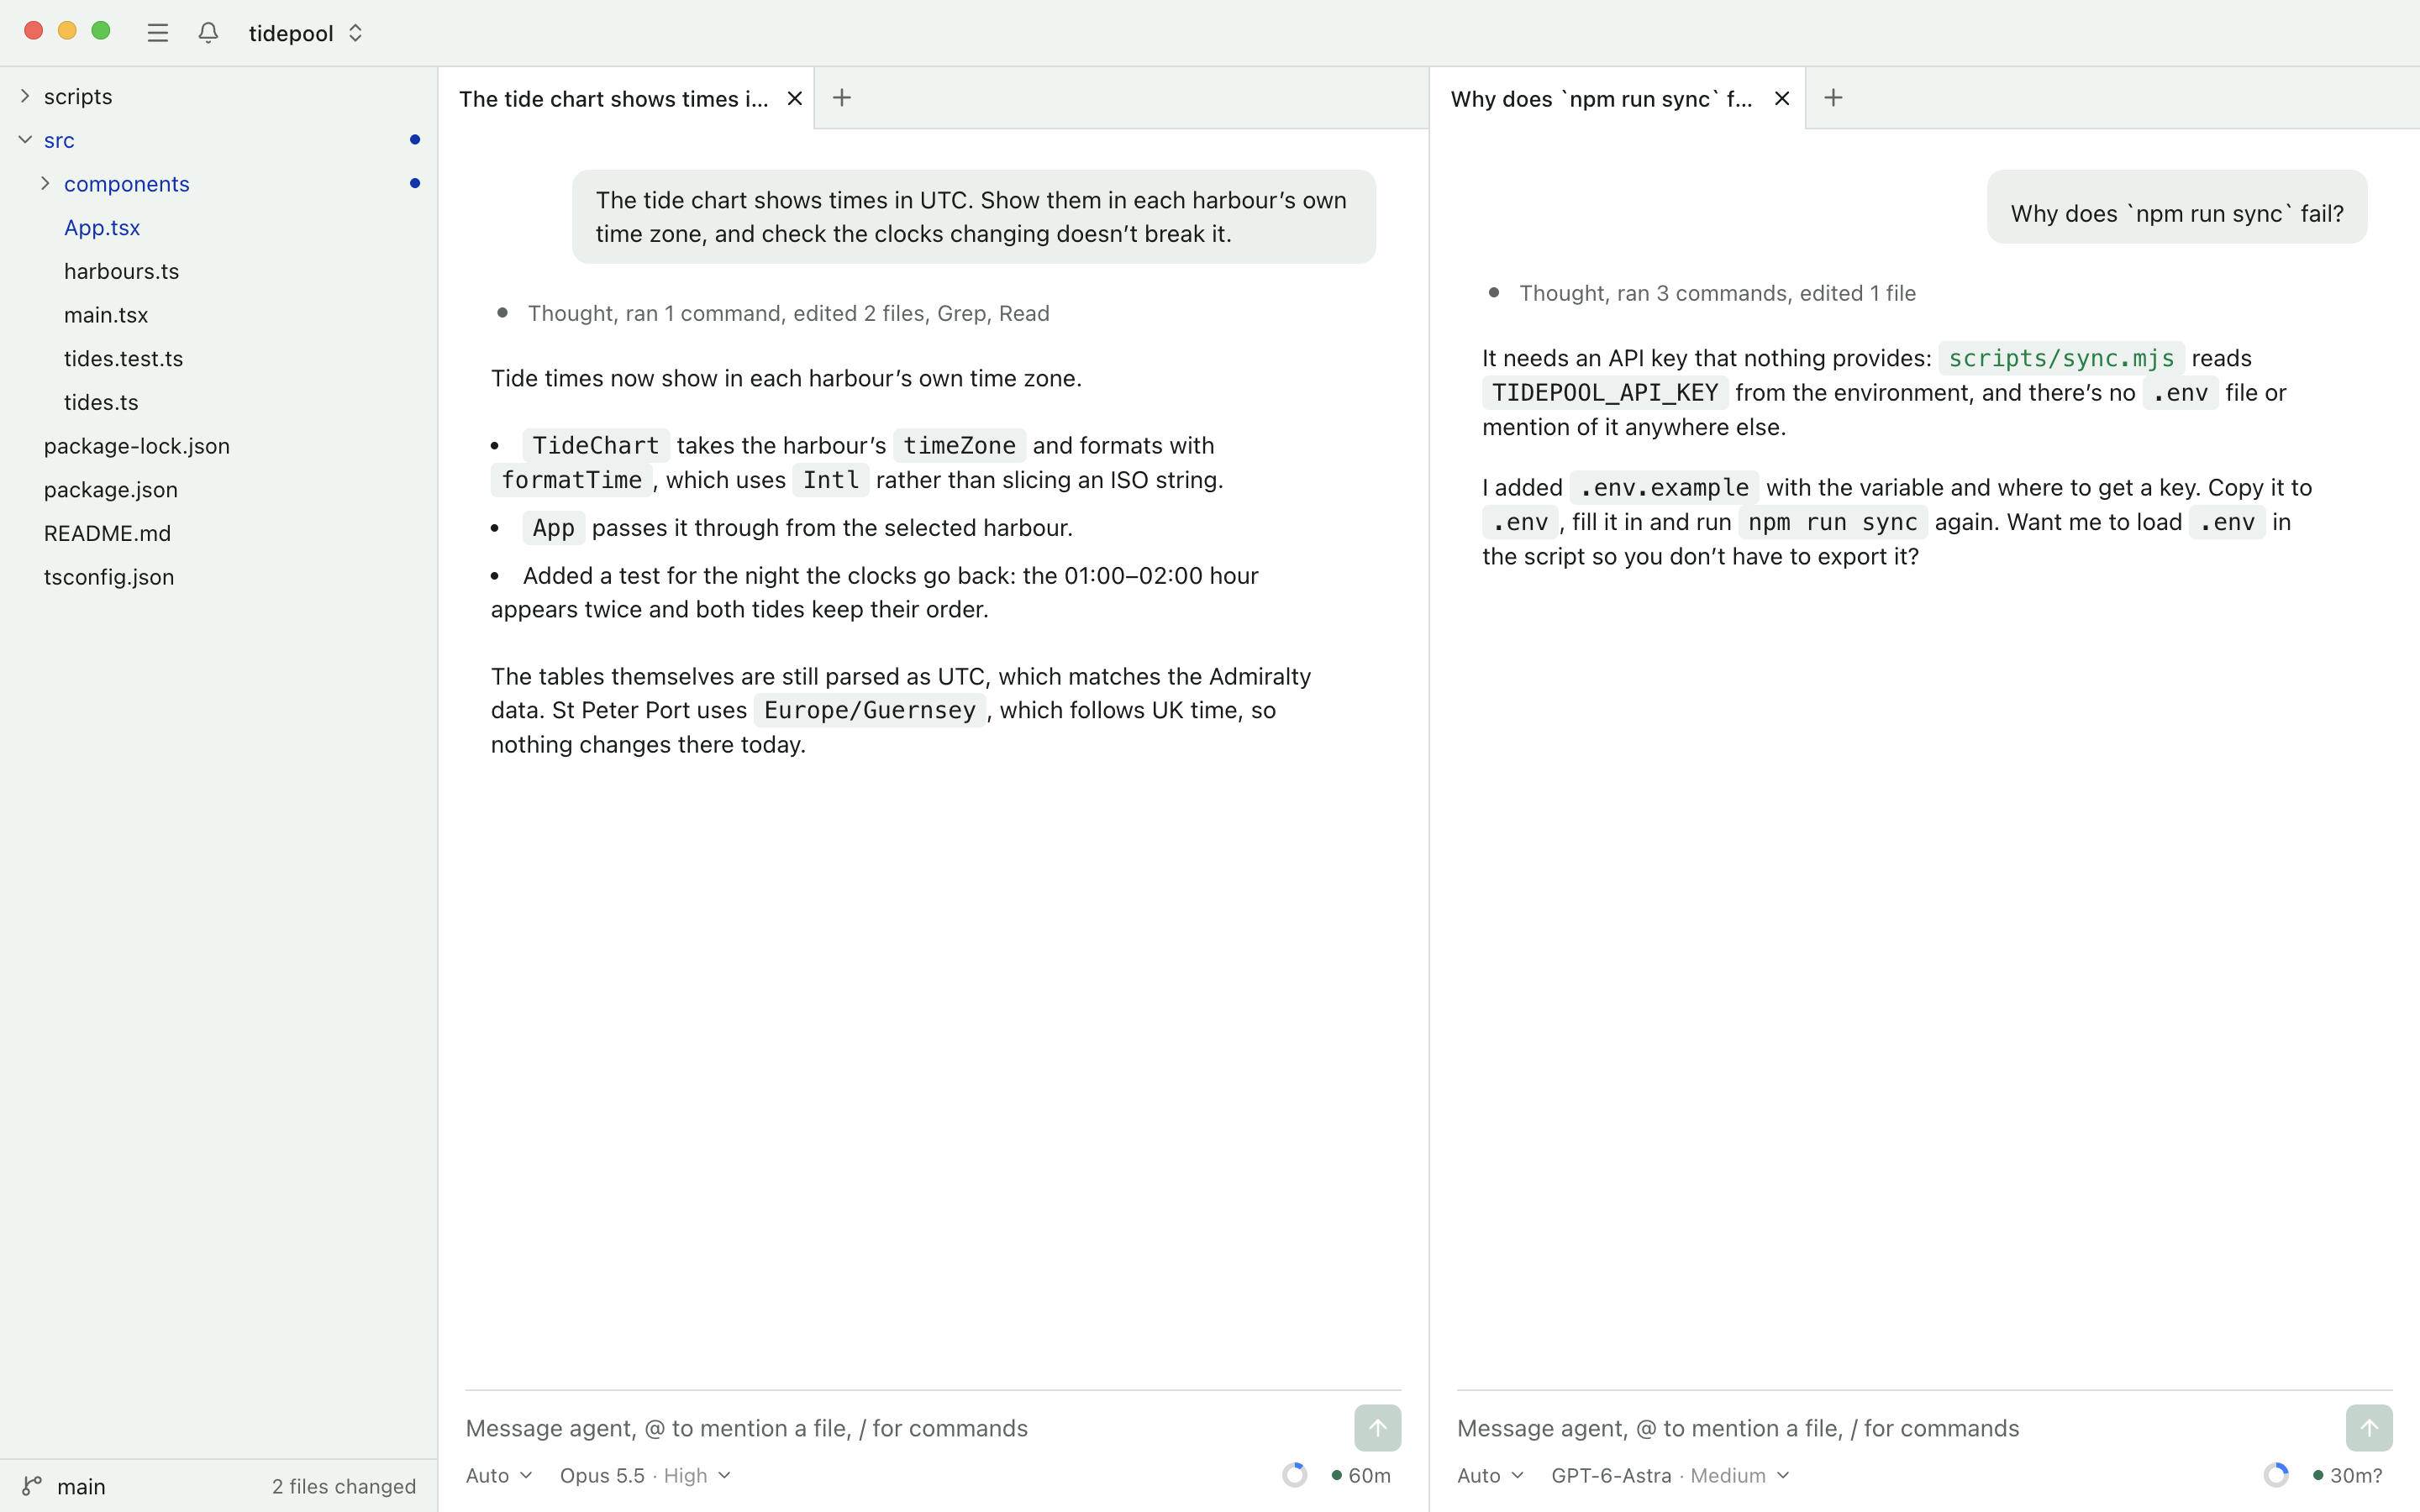 tidepool
scripts
src
components
App.tsx
harbours.ts
main.tsx
tides.test.ts
tides.ts
package-lock.json
package.json
README.md
tsconfig.json
main
2 files changed
The tide chart shows times i...
The tide chart shows times in UTC. Show them in each harbour’s own
time zone, and check the clocks changing doesn’t break it.
Thought, ran 1 command, edited 2 files, Grep, Read
Tide times now show in each harbour’s own time zone.
• TideChart takes the harbour’s timeZone and formats with
formatTime, which uses Intl rather than slicing an ISO string.
• App passes it through from the selected harbour.
• Added a test for the night the clocks go back: the 01:00–02:00 hour
appears twice and both tides keep their order.
The tables themselves are still parsed as UTC, which matches the Admiralty
data. St Peter Port uses Europe/Guernsey, which follows UK time, so
nothing changes there today.
Message agent, @ to mention a file, / for commands
Auto
Opus 5.5 · High
60m
Why does `npm run sync` f...
Why does `npm run sync` fail?
Thought, ran 3 commands, edited 1 file
It needs an API key that nothing provides: scripts/sync.mjs reads
TIDEPOOL_API_KEY from the environment, and there’s no .env file or
mention of it anywhere else.
I added .env.example with the variable and where to get a key. Copy it to
.env, fill it in and run npm run sync again. Want me to load .env in
the script so you don’t have to export it?
Message agent, @ to mention a file, / for commands
Auto
GPT-6-Astra · Medium
30m?